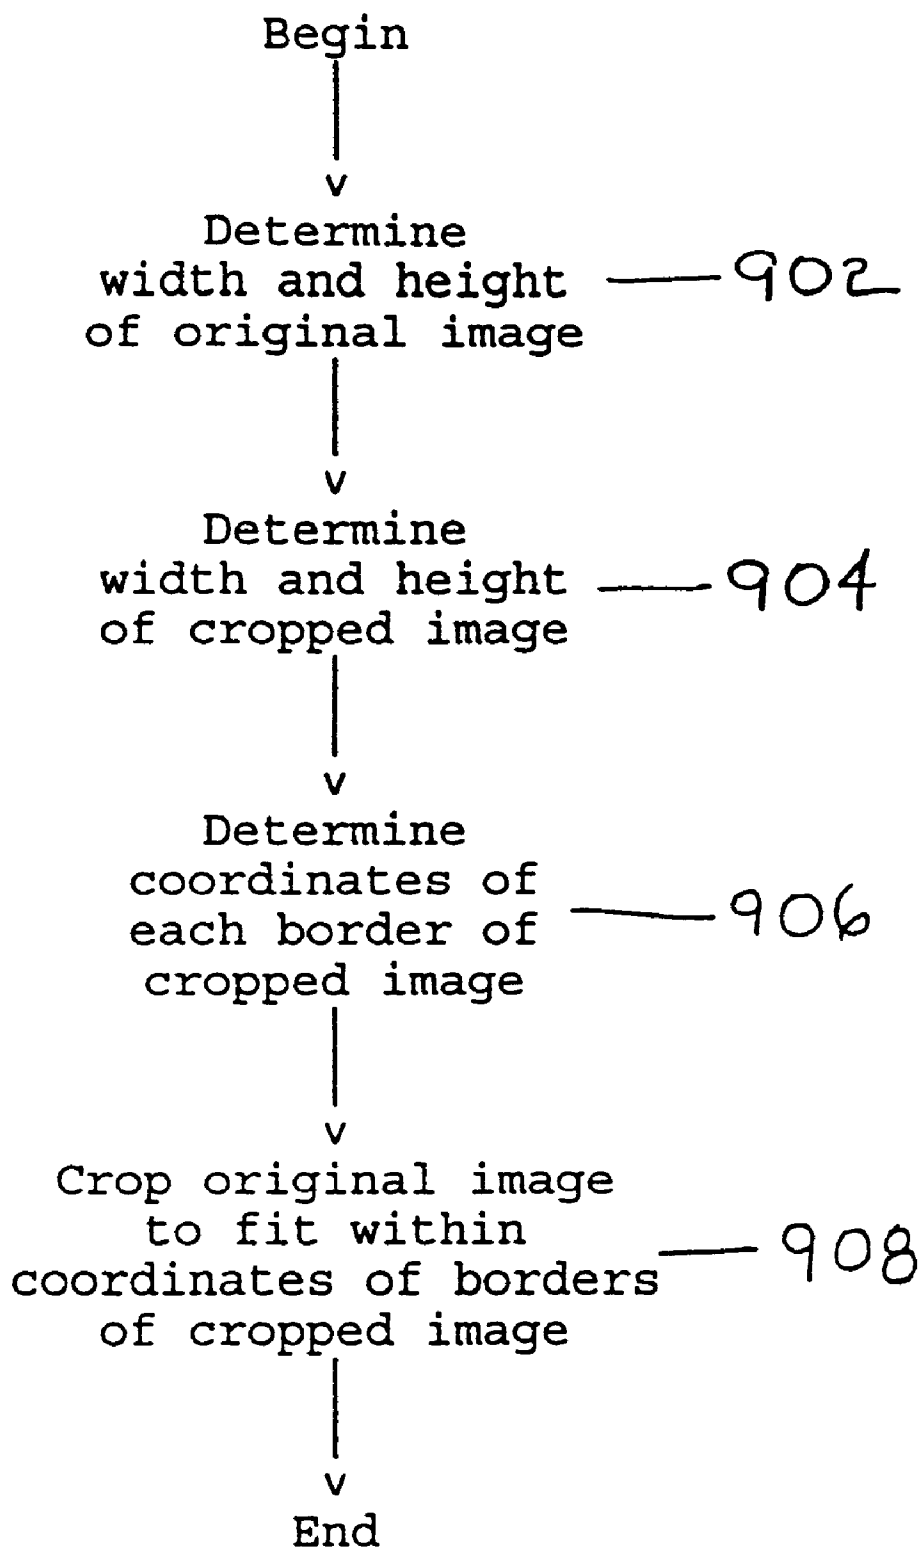 Begin
v
Determine
width and height — 902
of original image
v
Determine
width and height — 904
of cropped image
v
Determine
coordinates of
each border of — 906
cropped image
v
Crop original image
to fit within
coordinates of borders — 908
of cropped image
v
End